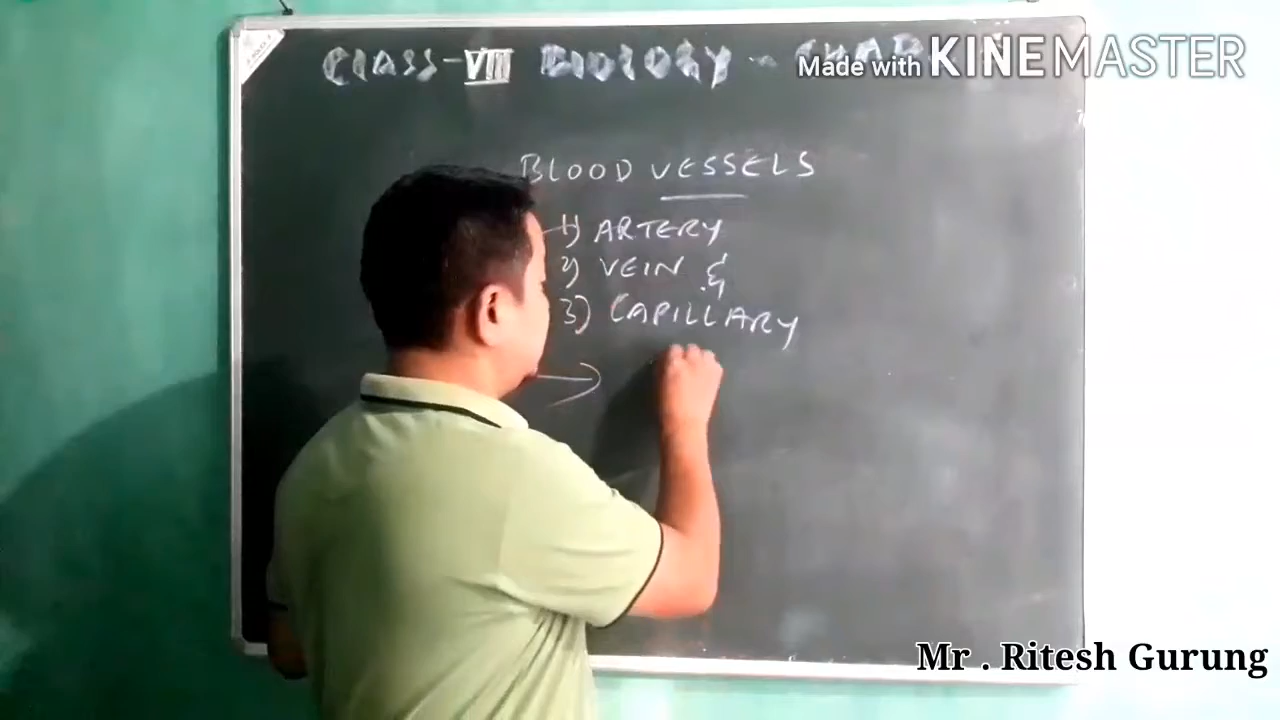 CLASS-VIII BIOLOGY - CHAP
Made with KINEMASTER
BLOOD VESSELS
1) ARTERY
2) VEIN &
3) CAPILLARY
Mr . Ritesh Gurung